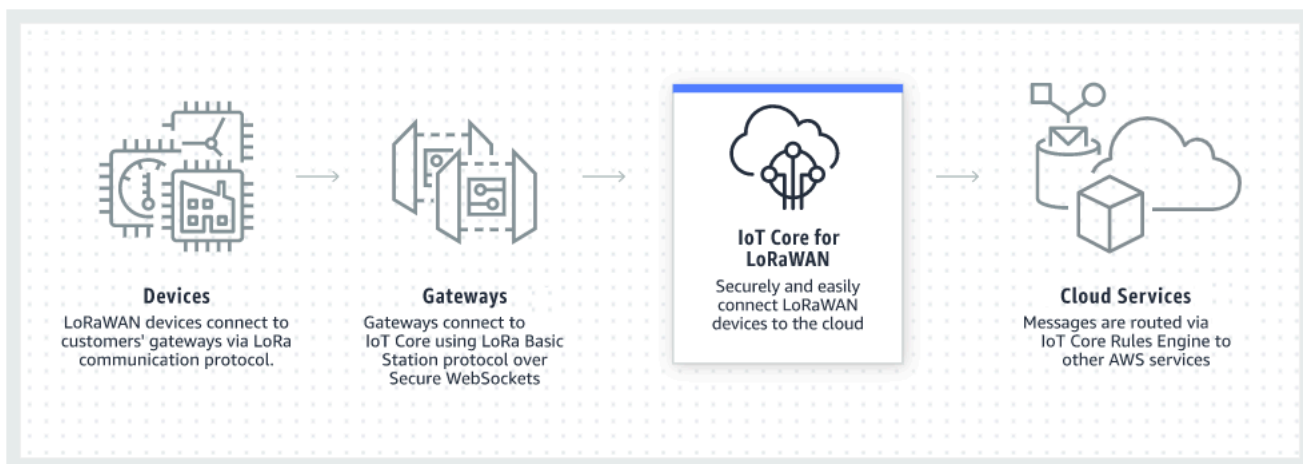 Devices
LoRaWAN devices connect to
customers' gateways via LoRa
communication protocol.
Gateways
Gateways connect to
IoT Core using LoRa Basic
Station protocol over
Secure WebSockets
IoT Core for
LoRaWAN
Securely and easily
connect LoRaWAN
devices to the cloud
Cloud Services
Messages are routed via
IoT Core Rules Engine to
other AWS services